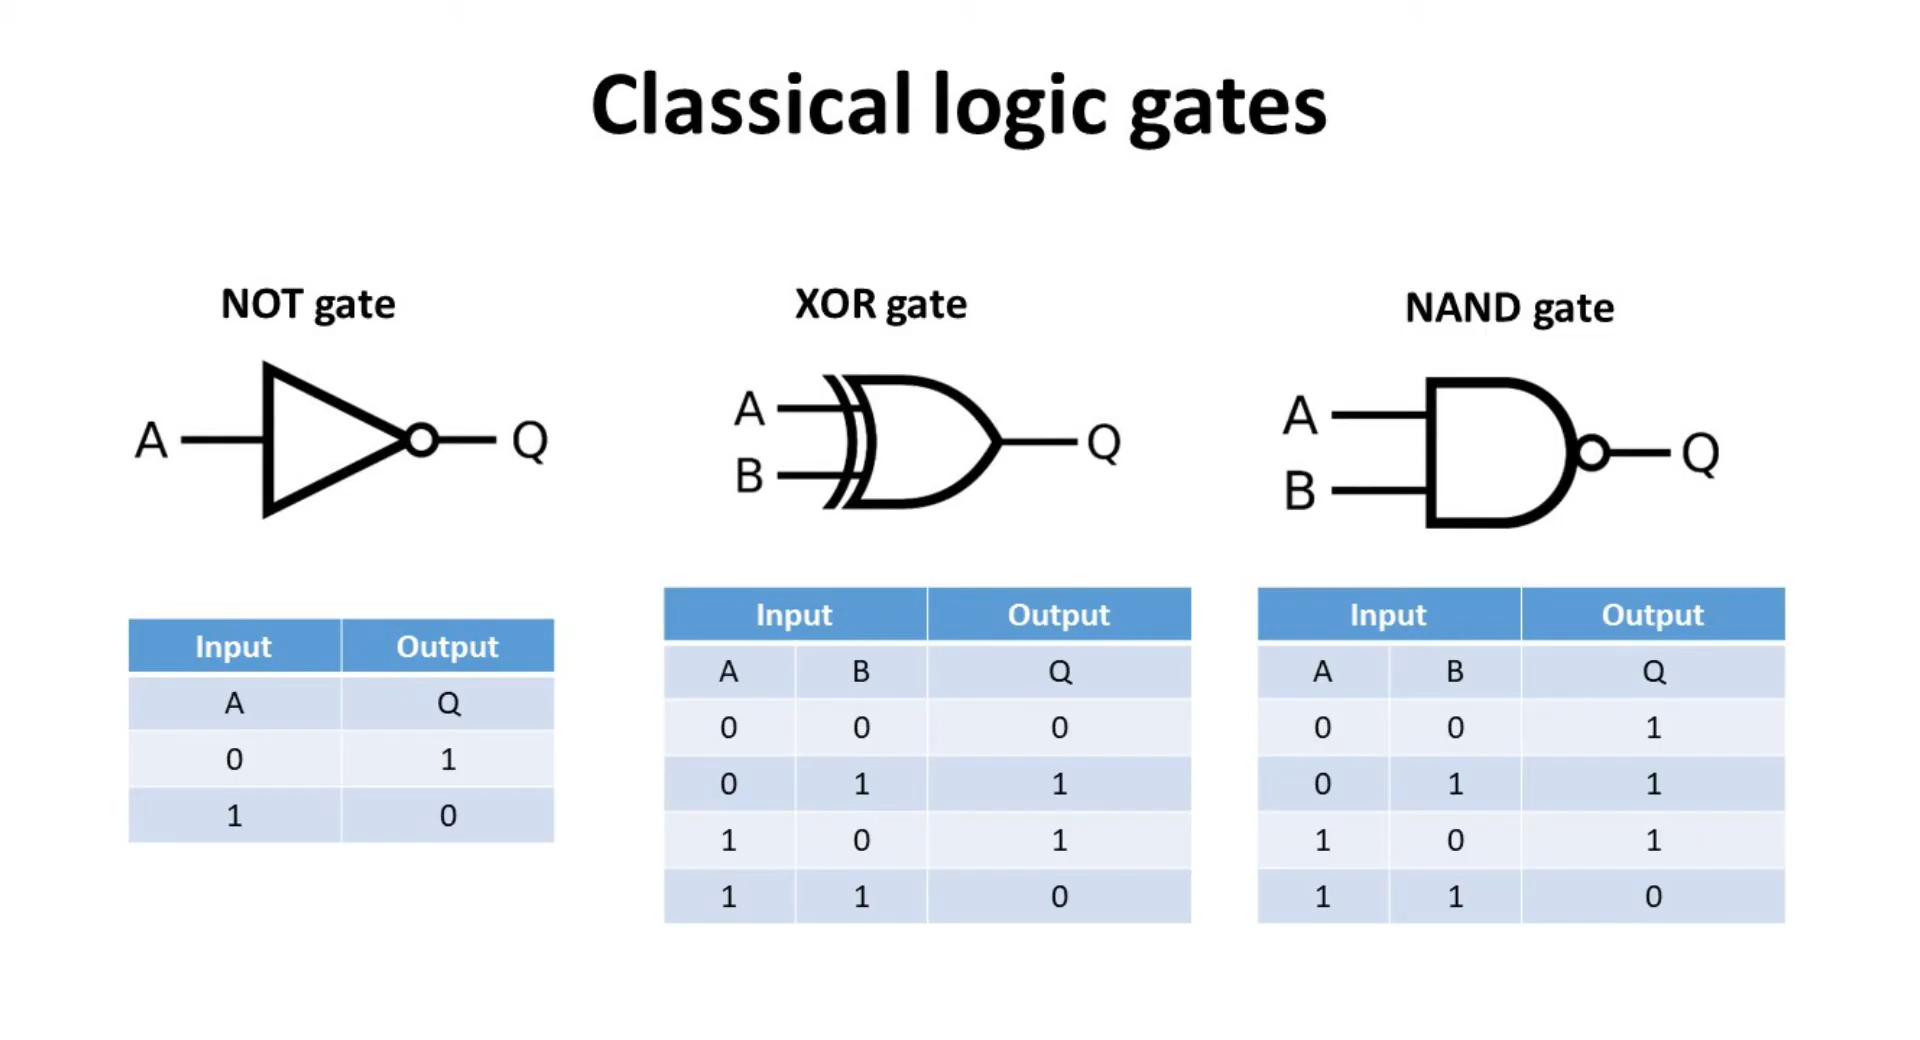 Classical logic gates
NOT gate
A Q
Input Output
A Q
0 1
1 0
XOR gate
A
B
Q
Input Output
A B Q
0 0 0
0 1 1
1 0 1
1 1 0
NAND gate
A
B
Q
Input Output
A B Q
0 0 1
0 1 1
1 0 1
1 1 0